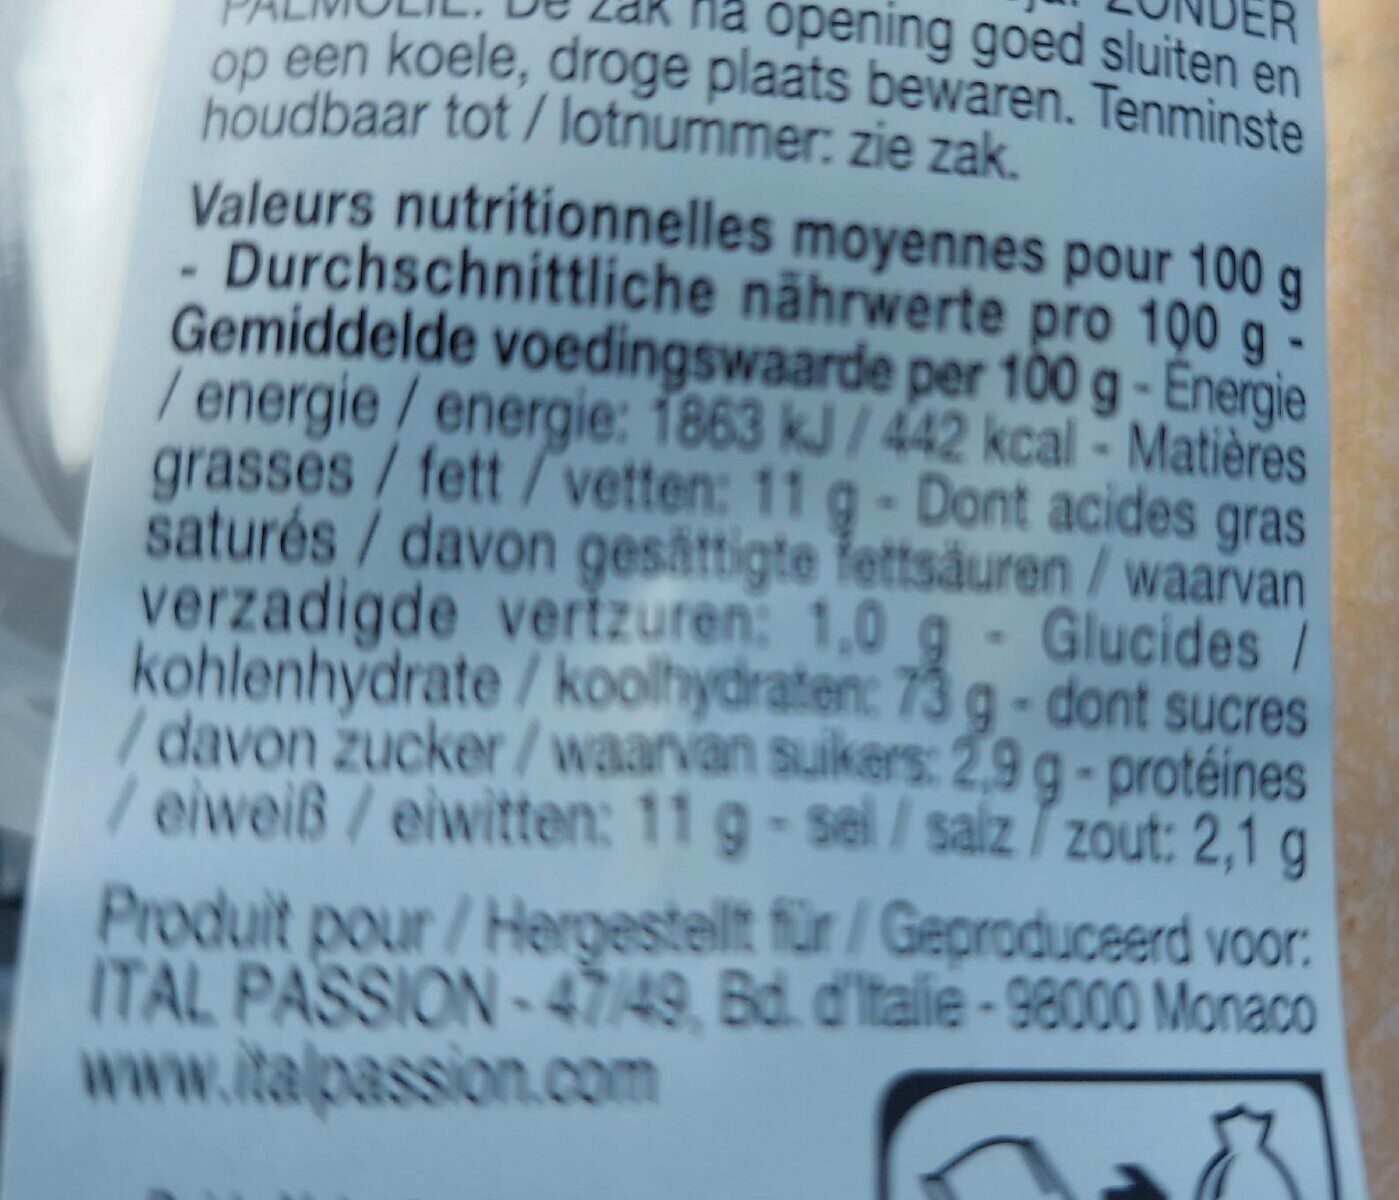 PALMOLIE. De zak na opening goed sluiten en
ZONDER
op een koele, droge plaats bewaren. Tenminste
houdbaar tot / lotnummer: zie zak.
Valeurs nutritionnelles moyennes pour 100 g
- Durchschnittliche nährwerte pro 100 g -
Gemiddelde voedingswaarde per 100 g - Énergie
/ energie / energie: 1863 kJ / 442 kcal - Matières
grasses / fett / vetten: 11 g - Dont acides gras
saturés / davon gesättigte fettsäuren / waarvan
verzadigde vertzuren: 1,0 g - Glucides /
kohlenhydrate / koolhydraten: 73 g - dont sucres
/ davon zucker / waarvan suikers: 2,9 g - protéines
/ eiweiß / eiwitten: 11 g - sel / salz / zout: 2,1 g
Produit pour / Hergestellt für / Geproduceerd voor:
ITAL PASSION - 47/49, Bd. d'Italie - 98000 Monaco
www.italpassion.com